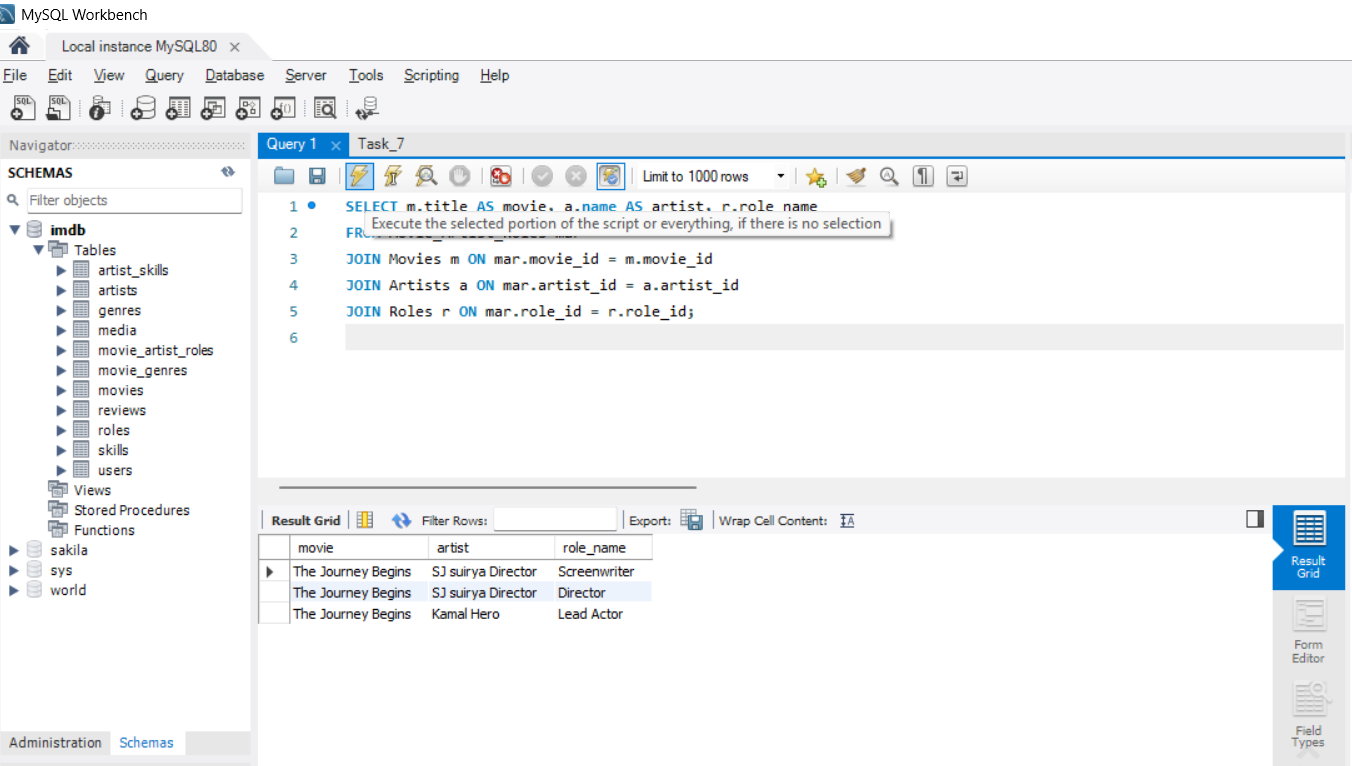 MySQL Workbench
Local instance MySQL80
File Edit View Query Database Server Tools Scripting Help
SQL SQL
Navigator
Query 1 Task_7
SCHEMAS
Limit to 1000 rows
Filter objects
1 SELECT m.title AS movie, a.name AS artist, r.role_name
Execute the selected portion of the script or everything, if there is no selection
2
3 JOIN Movies m ON mar.movie_id = m.movie_id
4 JOIN Artists a ON mar.artist_id = a.artist_id
5 JOIN Roles r ON mar.role_id = r.role_id;
6
imdb
Tables
artist_skills
artists
genres
media
movie_artist_roles
movie_genres
movies
reviews
roles
skills
users
Views
Stored Procedures
Functions
sakila
sys
world
Result Grid Filter Rows: Export: Wrap Cell Content: IA
movie artist role_name
The Journey Begins SJ suirya Director Screenwriter
The Journey Begins SJ suirya Director Director
The Journey Begins Kamal Hero Lead Actor
Result
Grid
Form
Editor
Field
Types
Administration Schemas